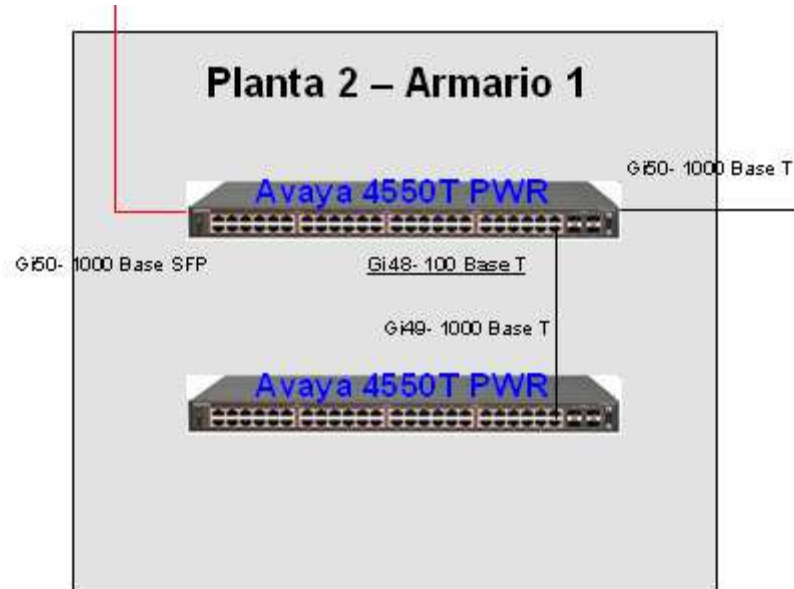 Planta 2 – Armario 1
Gi50- 1000 Base T
Avaya 4550T PWR
Gi50- 1000 Base SFP
Gi48- 100 Base T
Gi49- 1000 Base T
Avaya 4550T PWR